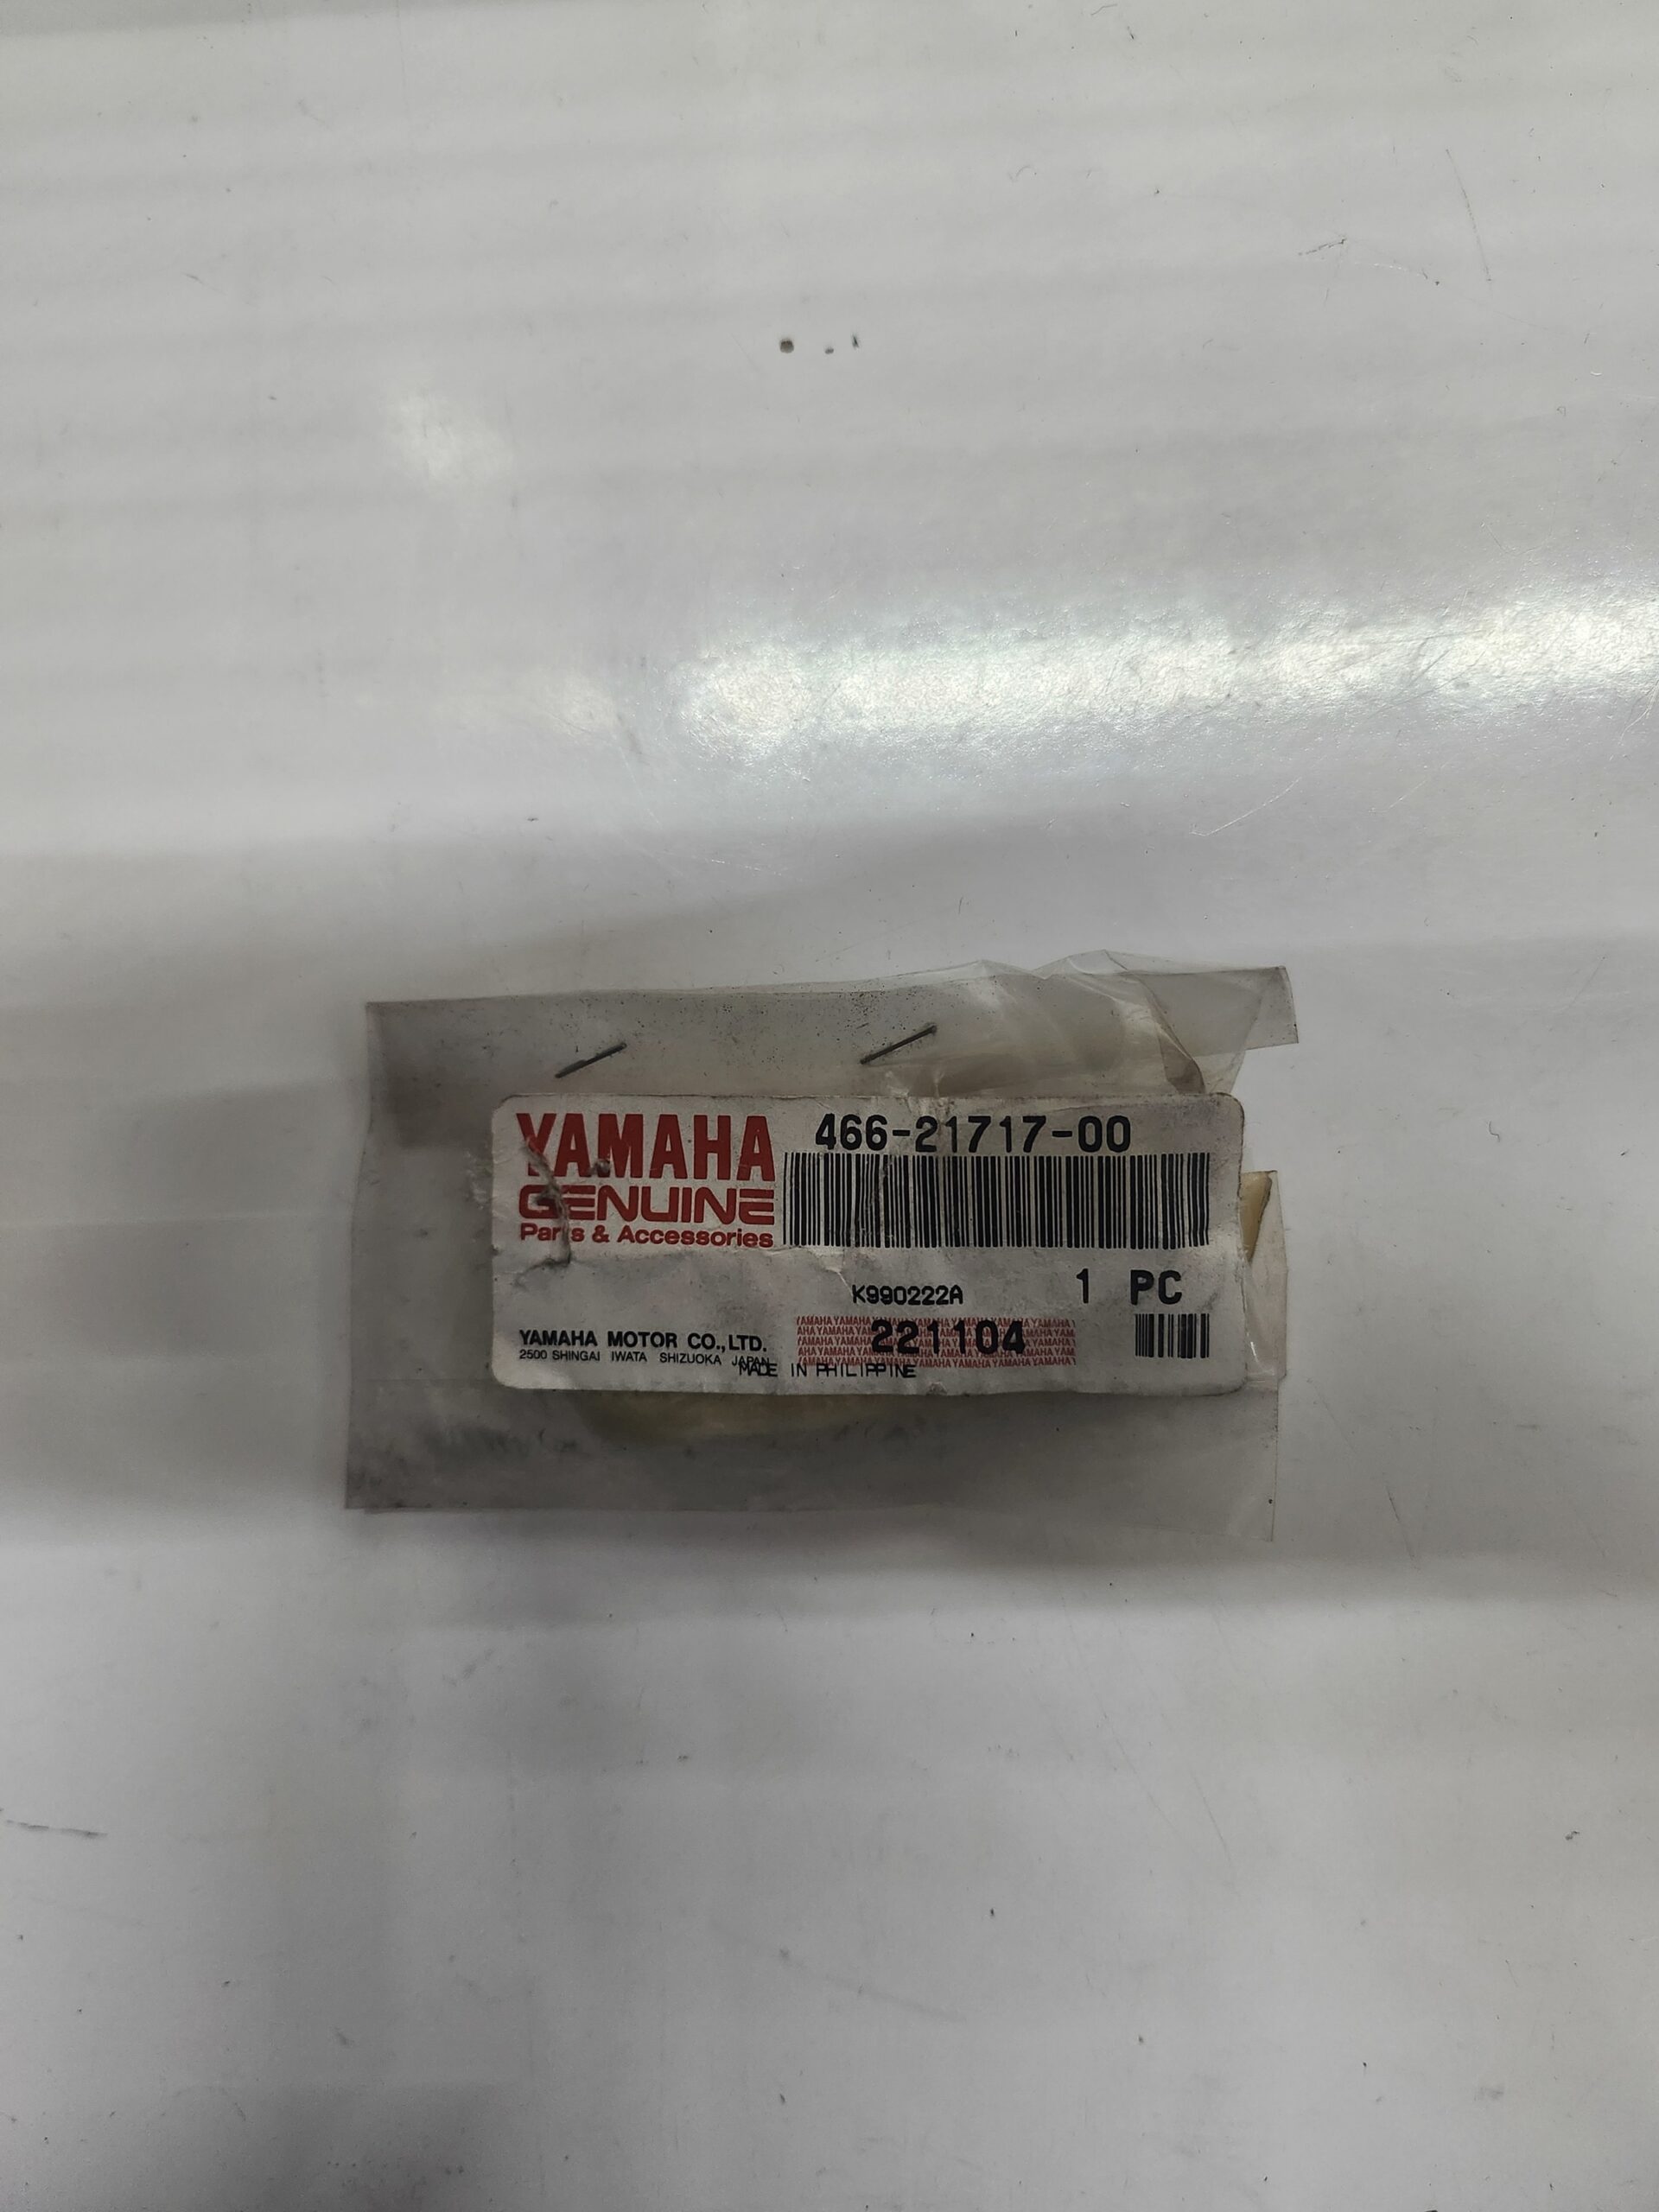 YAMAHA
GENUINE
Parts & Accessories
466-21717-00
K990222A
1 PC
221104
YAMAHA MOTOR CO.,LTD.
2500 SHINGAI IWATA SHIZUOKA JAPAN
MADE IN PHILIPPINE